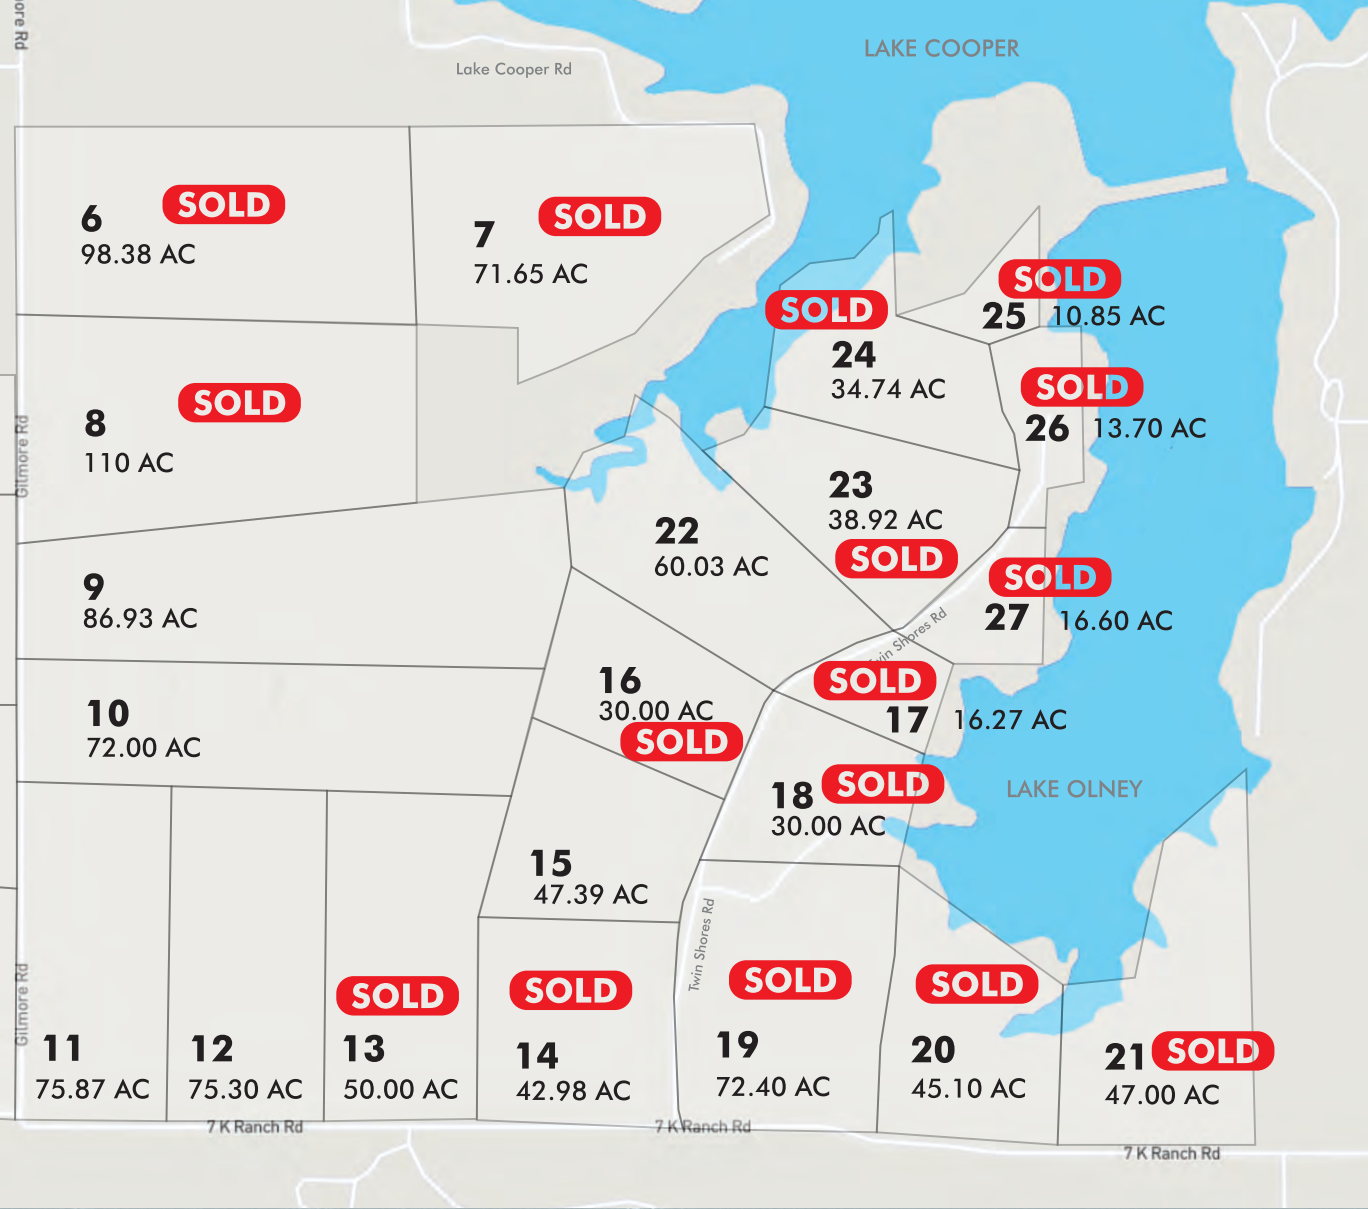 ore Rd
LAKE COOPER
Lake Cooper Rd
6
SOLD
98.38 AC
7
SOLD
71.65 AC
SOLD
24
34.74 AC
SOLD
25
10.85 AC
SOLD
26
13.70 AC
8
SOLD
110 AC
Gilmore Rd
23
38.92 AC
SOLD
22
60.03 AC
9
86.93 AC
SOLD
27
16.60 AC
Twin Shores Rd
16
30.00 AC
SOLD
SOLD
17
16.27 AC
10
72.00 AC
18
SOLD
30.00 AC
LAKE OLNEY
15
47.39 AC
Twin Shores Rd
Gilmore Rd
11
75.87 AC
12
75.30 AC
SOLD
13
50.00 AC
SOLD
14
42.98 AC
SOLD
19
72.40 AC
SOLD
20
45.10 AC
21
SOLD
47.00 AC
7 K Ranch Rd
7 K Ranch Rd
7 K Ranch Rd